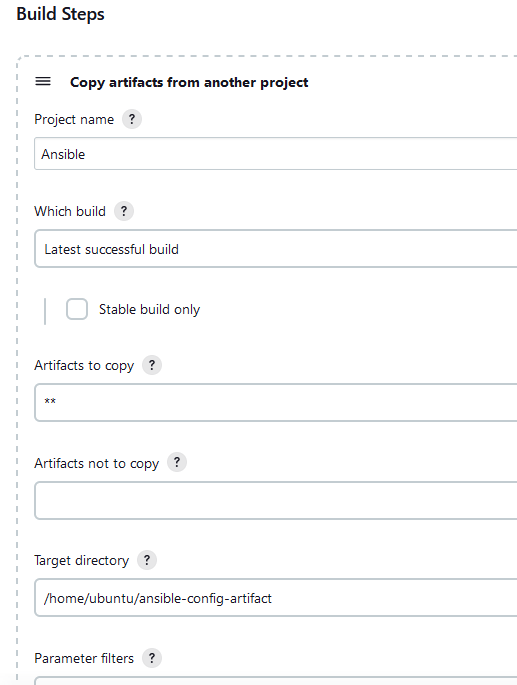 Build Steps
Copy artifacts from another project
Project name ?
Ansible
Which build ?
Latest successful build
Stable build only
Artifacts to copy ?
**
Artifacts not to copy ?
Target directory ?
/home/ubuntu/ansible-config-artifact
Parameter filters ?